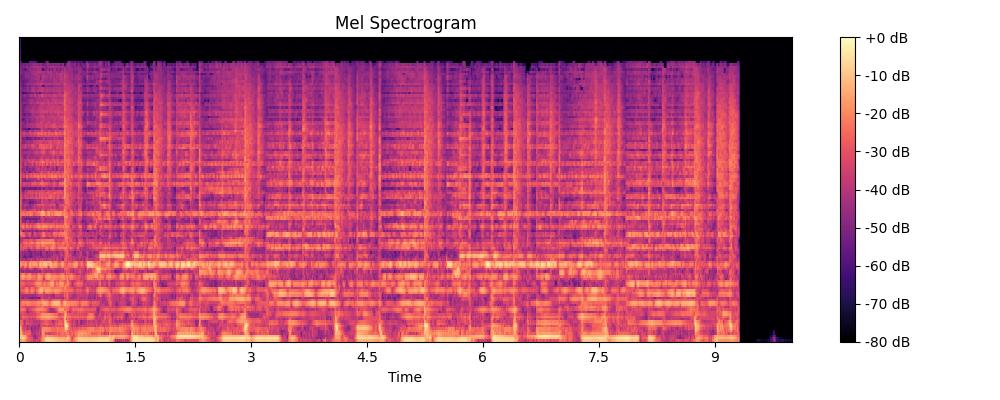 Mel Spectrogram
+0 dB
-10 dB
-20 dB
-30 dB
-40 dB
-50 dB
-60 dB
-70 dB
-80 dB
0 1.5 3 4.5 6 7.5 9
Time